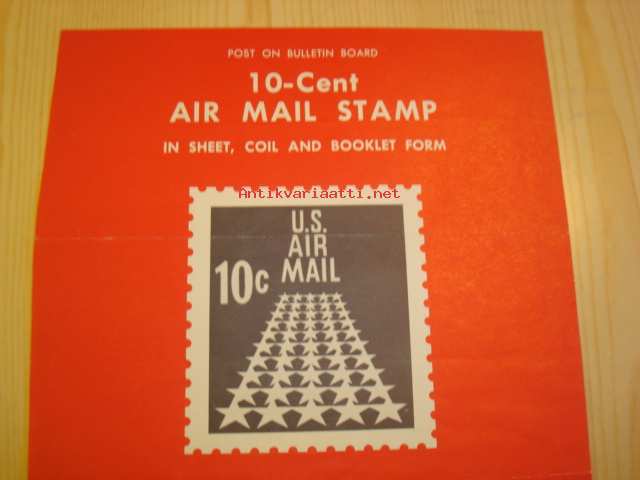 POST ON BULLETIN BOARD
10-Cent
AIR MAIL STAMP
IN SHEET, COIL AND BOOKLET FORM
Antikvariaatti.net
U.S.
AIR
MAIL
10c